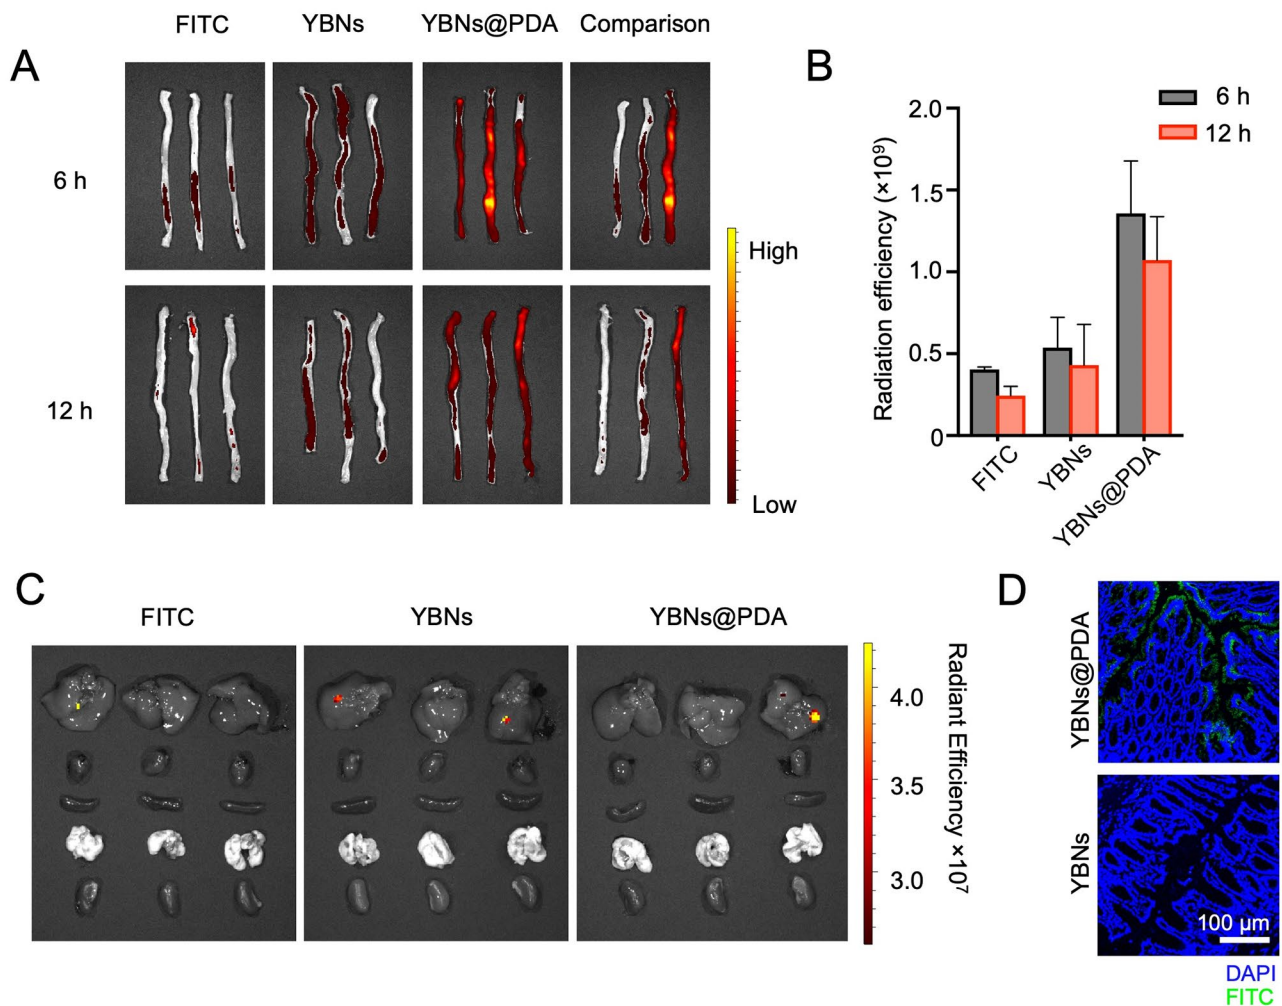 FITC YBNs YBNs@PDA Comparison
A
6 h
12 h
High
Low
B
6 h
12 h
Radiation efficiency (×10⁹)
2.0
1.5
1.0
0.5
0
FITC
YBNs
YBNs@PDA
C
FITC YBNs YBNs@PDA
4.0
3.5
3.0
Radiant Efficiency ×10⁷
D
YBNs@PDA
YBNs
100 µm
DAPI
FITC